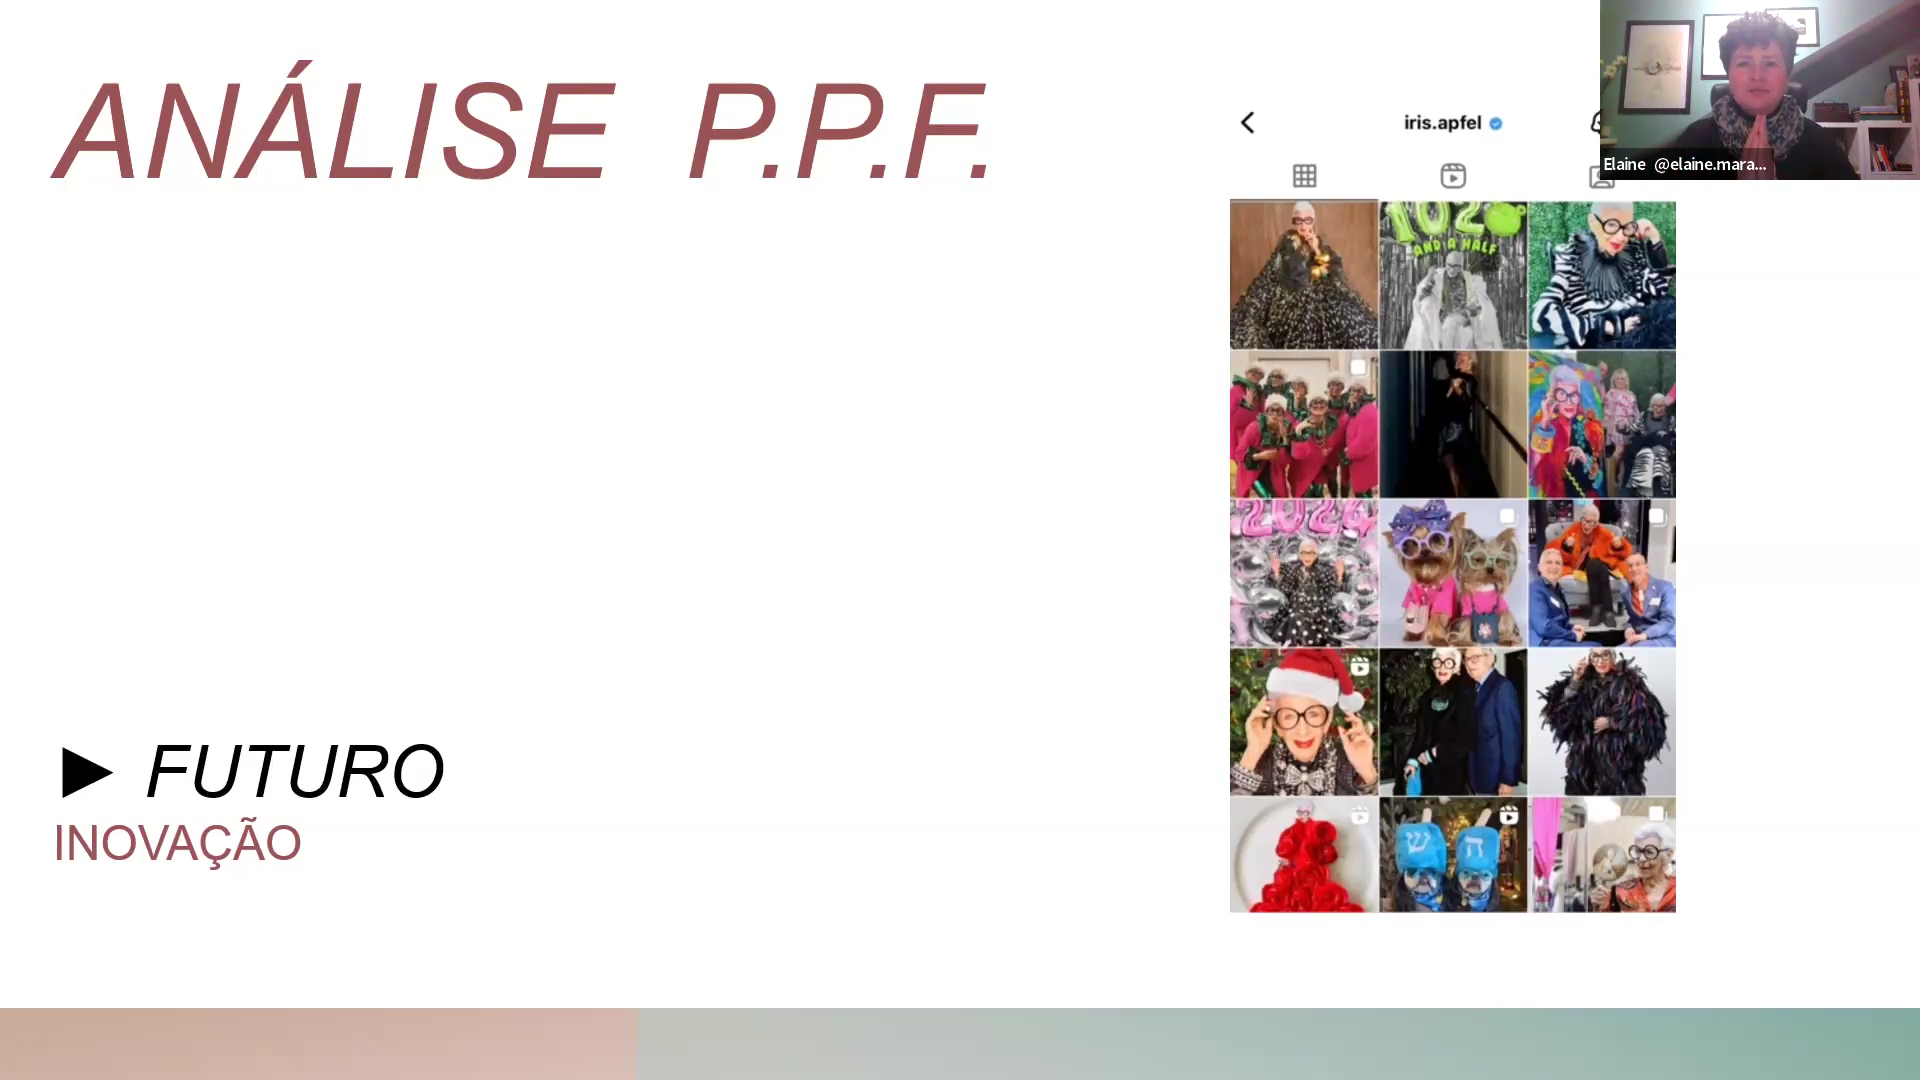 ANÁLISE P.P.F.
iris.apfel
Elaine @elaine.mara...
102
AND A HALF
2024
ש ח
► FUTURO
INOVAÇÃO